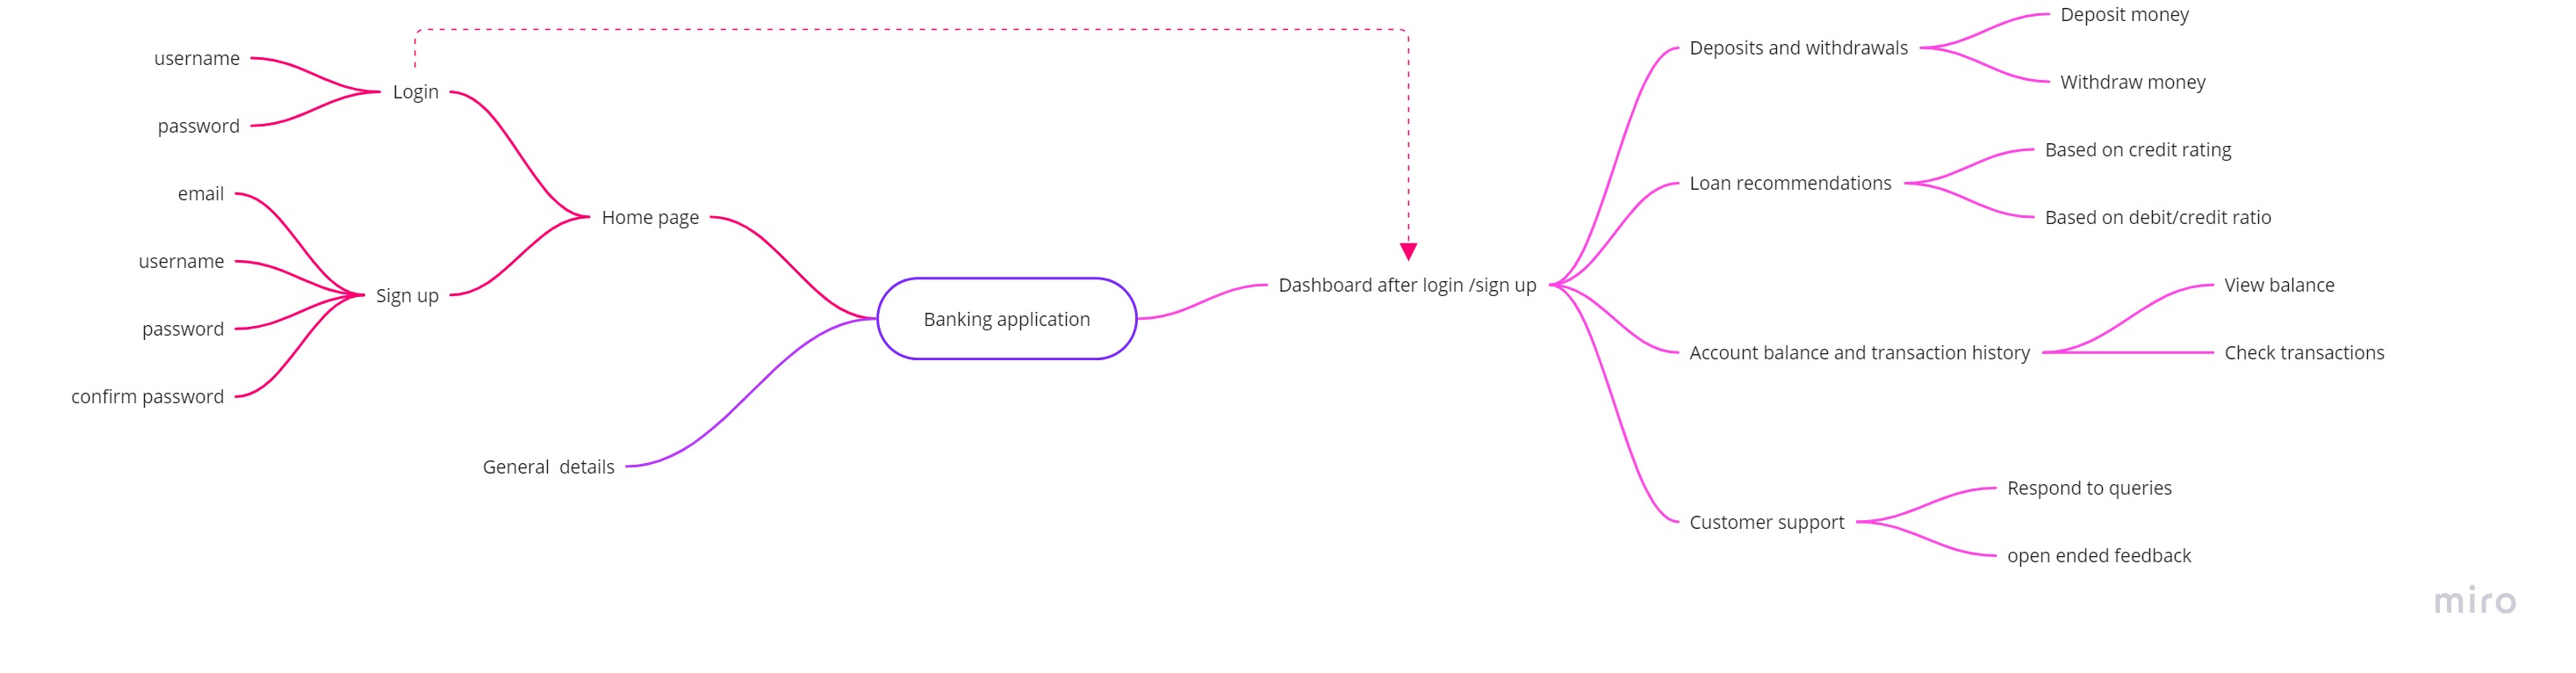 username
password
Login
email
username
password
confirm password
Sign up
Home page
General  details
Banking application
Dashboard after login /sign up
Deposits and withdrawals
Deposit money
Withdraw money
Loan recommendations
Based on credit rating
Based on debit/credit ratio
Account balance and transaction history
View balance
Check transactions
Customer support
Respond to queries
open ended feedback
miro